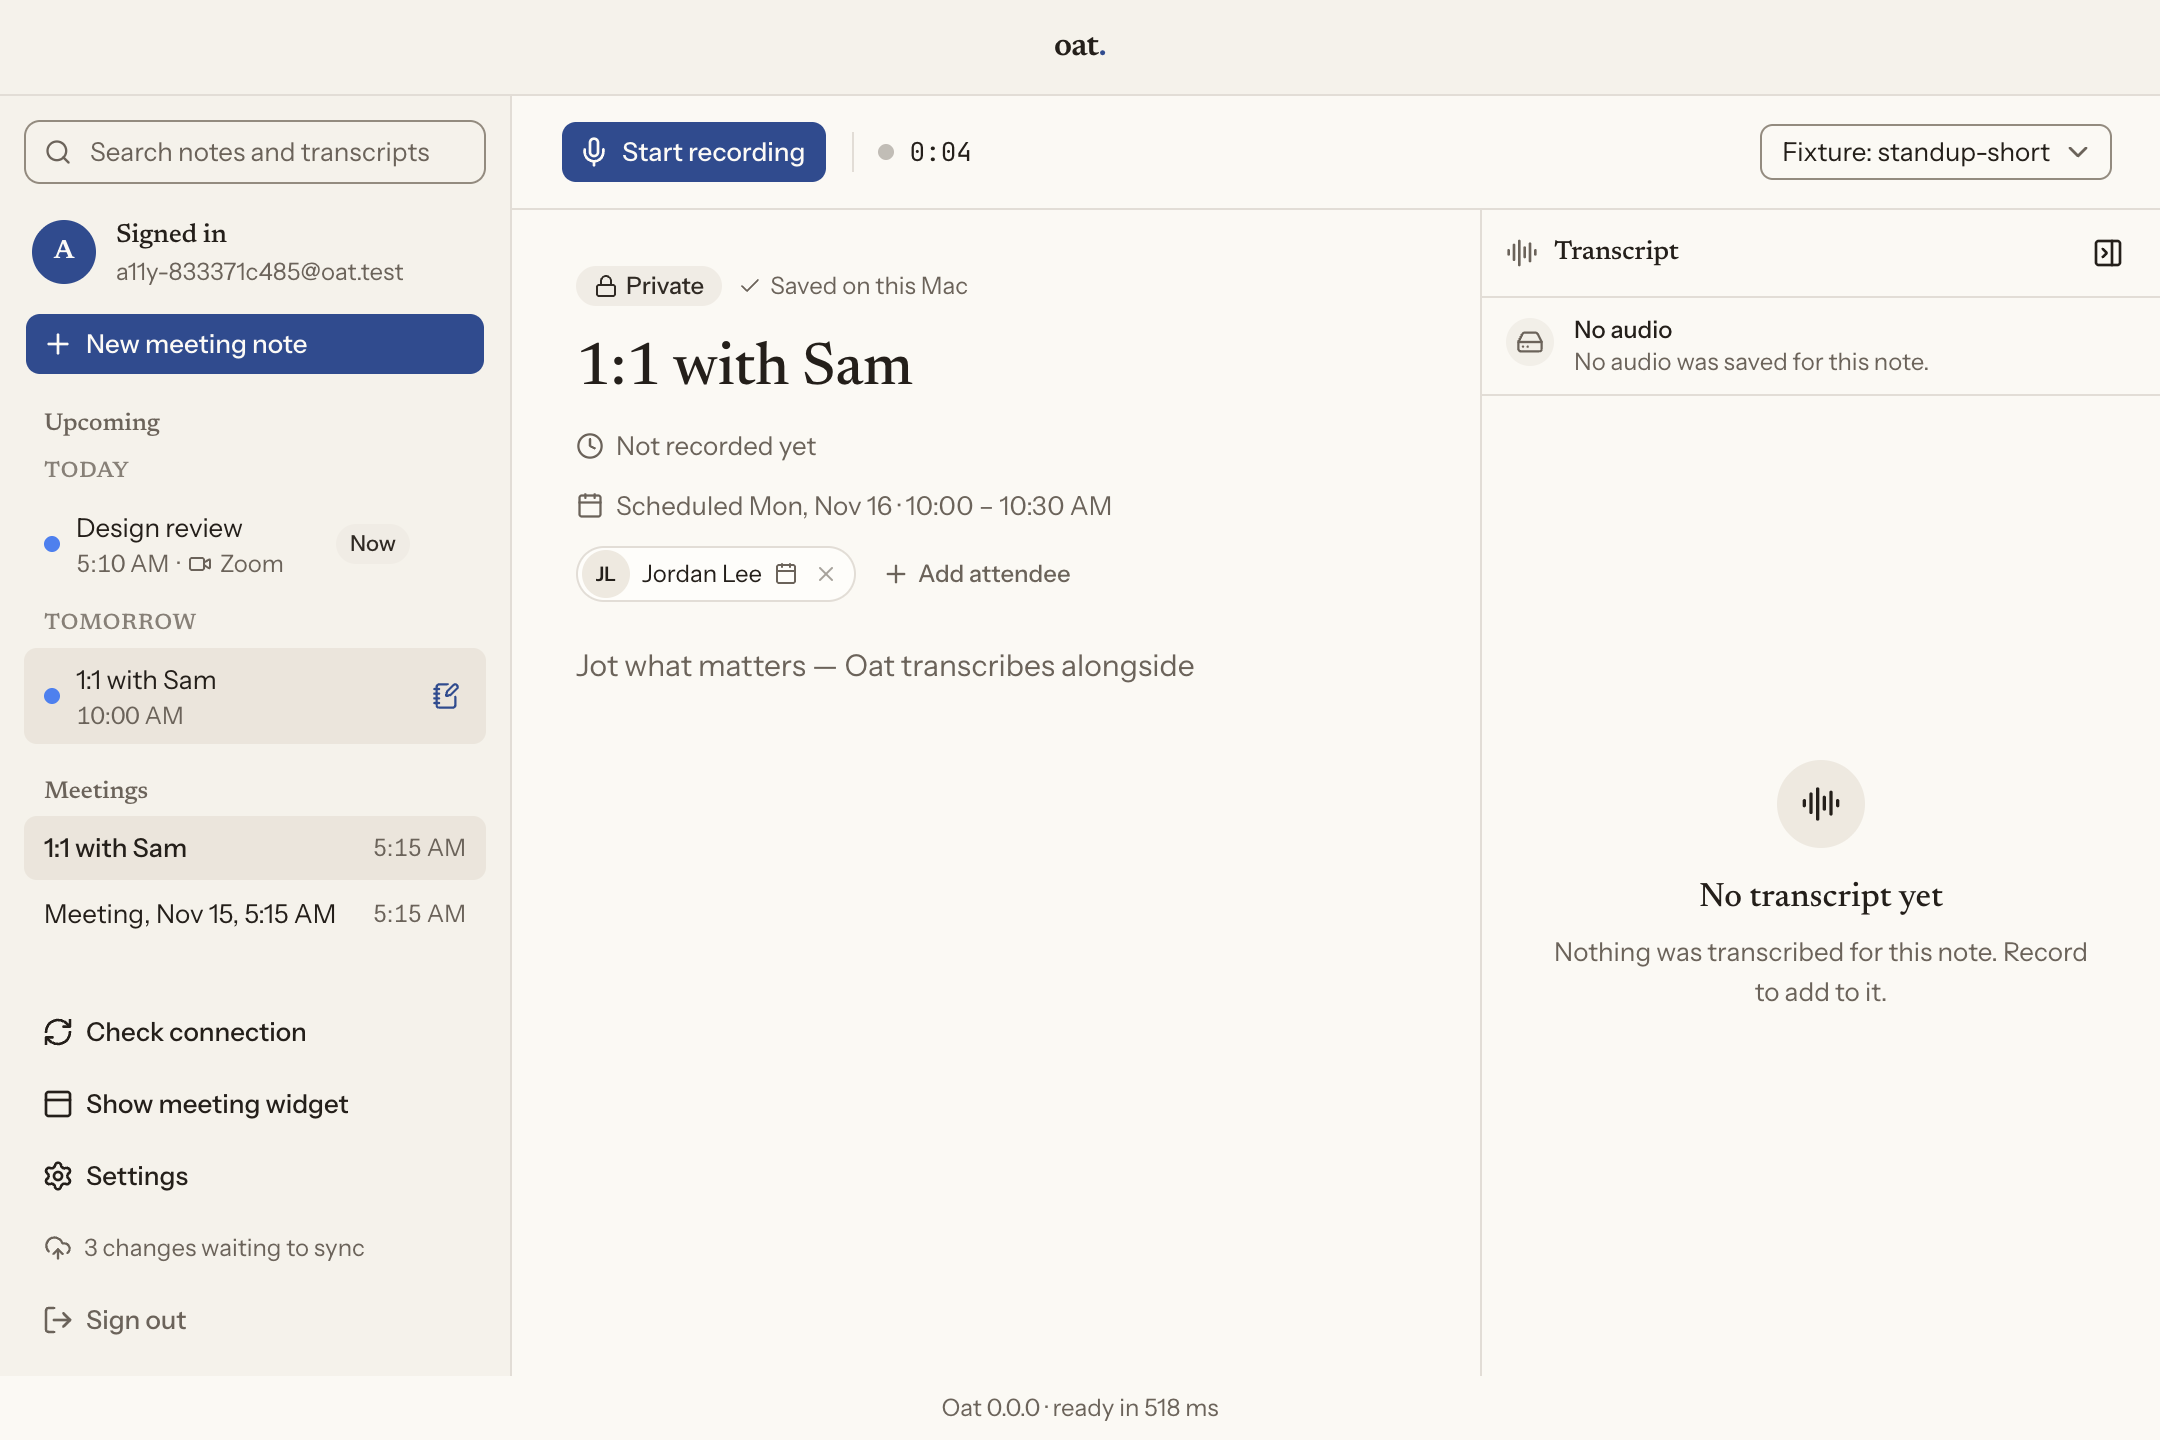 oat.
Search notes and transcripts
A
Signed in
a11y-833371c485@oat.test
New meeting note
Upcoming
TODAY
Design review
5:10 AM · Zoom
Now
TOMORROW
1:1 with Sam
10:00 AM
Meetings
1:1 with Sam 5:15 AM
Meeting, Nov 15, 5:15 AM 5:15 AM
Check connection
Show meeting widget
Settings
3 changes waiting to sync
Sign out
Start recording
0:04
Fixture: standup-short
Private
Saved on this Mac
1:1 with Sam
Not recorded yet
Scheduled Mon, Nov 16 · 10:00 – 10:30 AM
JL Jordan Lee
Add attendee
Jot what matters — Oat transcribes alongside
Transcript
No audio
No audio was saved for this note.
No transcript yet
Nothing was transcribed for this note. Record
to add to it.
Oat 0.0.0 · ready in 518 ms